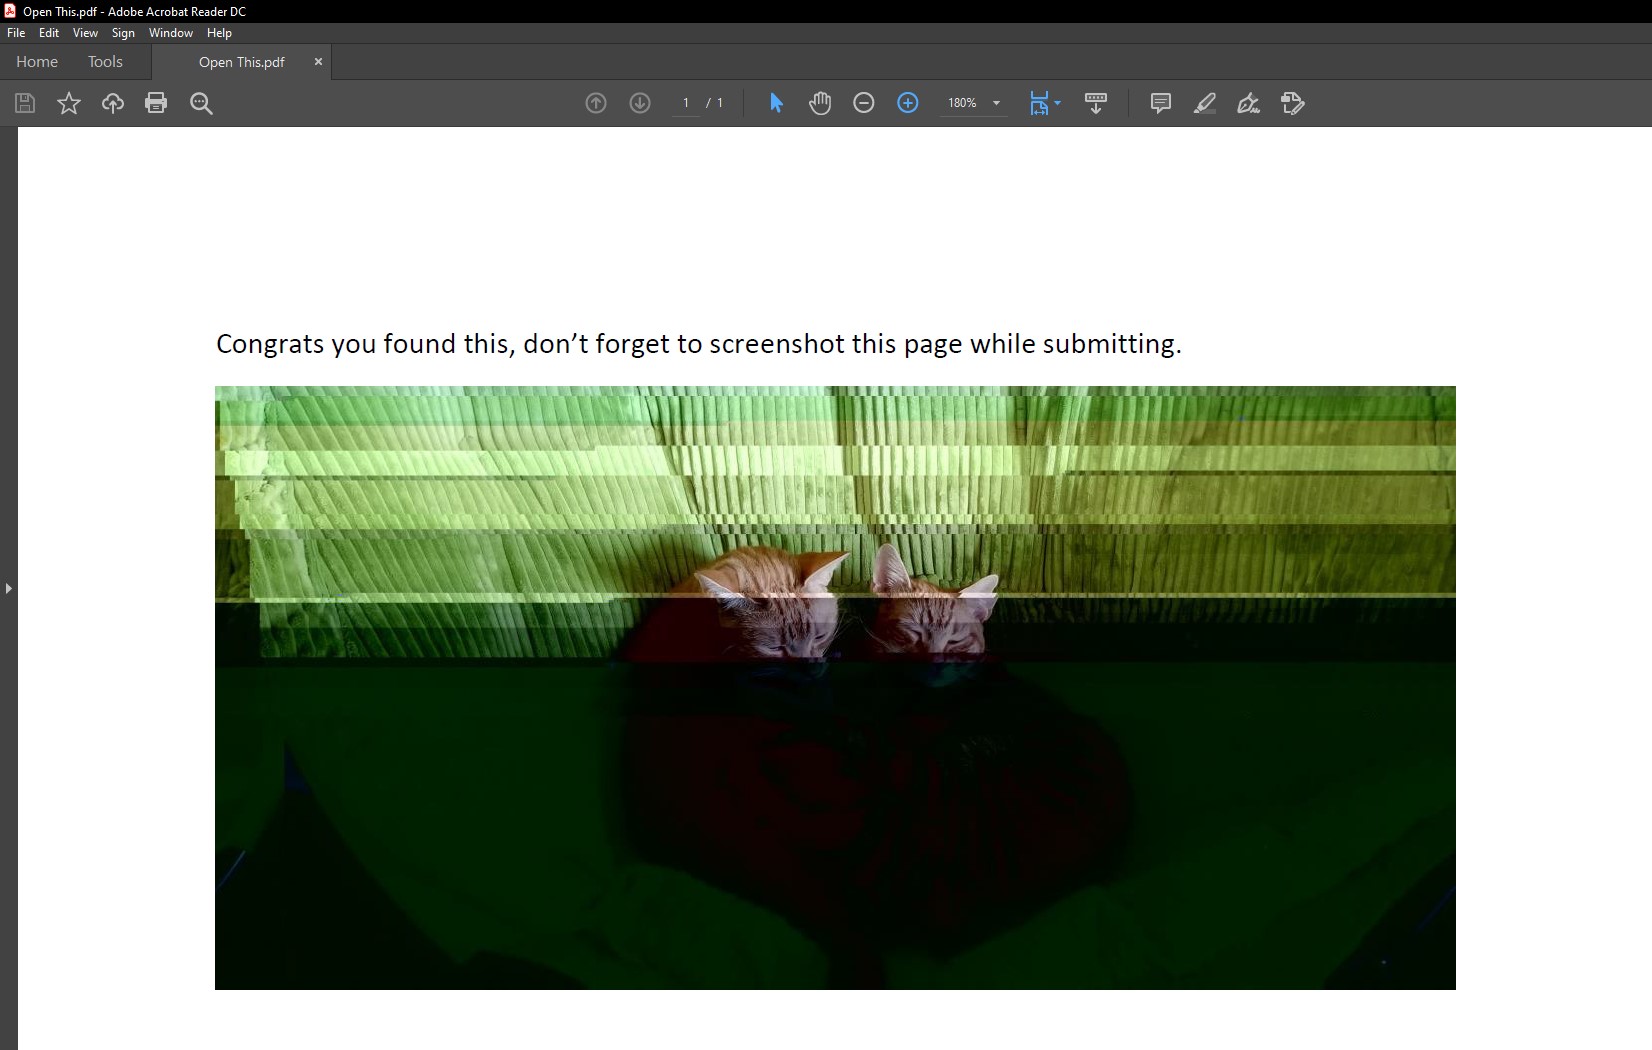 Open This.pdf - Adobe Acrobat Reader DC
File Edit View Sign Window Help
Home Tools Open This.pdf ×
1 / 1 180%
Congrats you found this, don’t forget to screenshot this page while submitting.